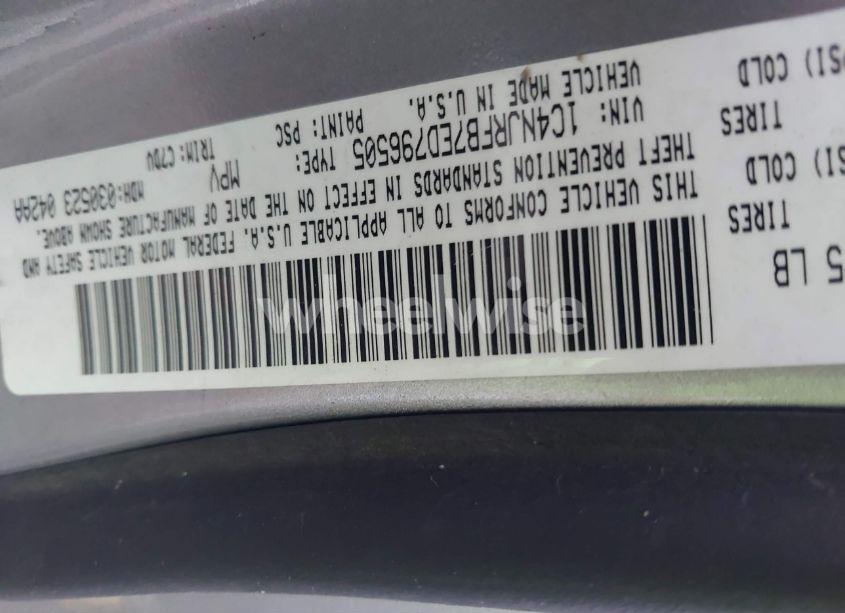 5 LB
TIRES
SI) COLD
TIRES
PSI) COLD
THIS VEHICLE CONFORMS TO ALL APPLICABLE U.S.A. FEDERAL MOTOR VEHICLE SAFETY AND
THEFT PREVENTION STANDARDS IN EFFECT ON THE DATE OF MANUFACTURE SHOWN ABOVE.
VIN: 1C4NJRFB7ED796505 TYPE: MPV MDH:030523 042AA
VEHICLE MADE IN U.S.A. PAINT: PSC TRIM: C7DV
wheelwise